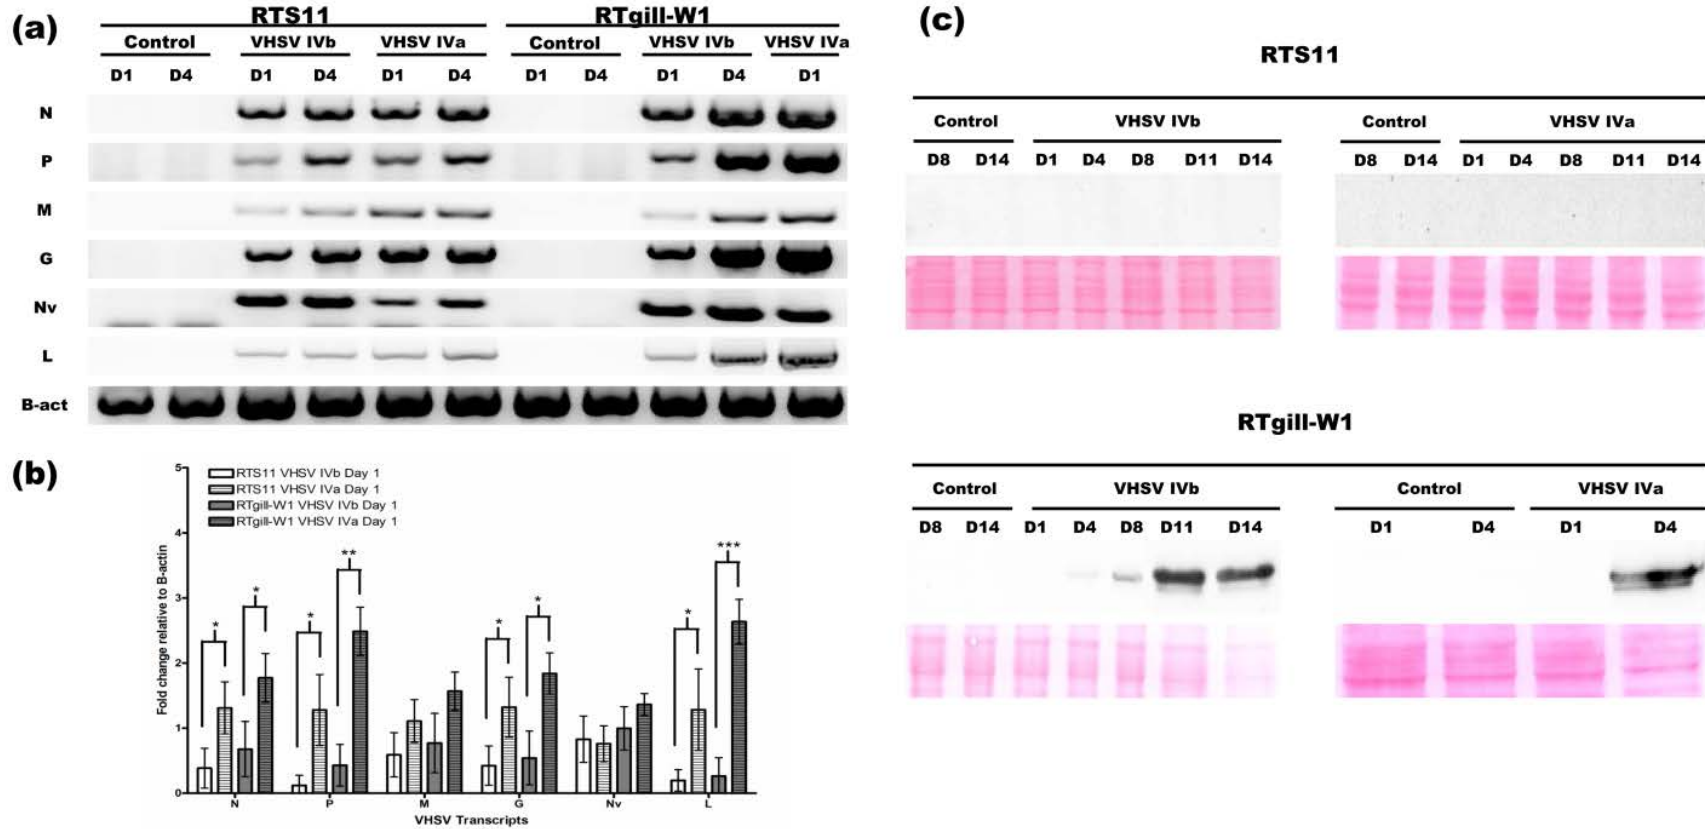 (a)
RTS11 RTgill-W1
Control VHSV IVb VHSV IVa Control VHSV IVb VHSV IVa
D1 D4 D1 D4 D1 D4 D1 D4 D1 D4 D1
N
P
M
G
Nv
L
B-act
(b)
RTS11 VHSV IVb Day 1
RTS11 VHSV IVa Day 1
RTgill-W1 VHSV IVb Day 1
RTgill-W1 VHSV IVa Day 1
Fold change relative to B-actin
5
4
3
2
1
0
* * * ** * * * ***
N P M G Nv L
VHSV Transcripts
(c)
RTS11
Control VHSV IVb Control VHSV IVa
D8 D14 D1 D4 D8 D11 D14 D8 D14 D1 D4 D8 D11 D14
RTgill-W1
Control VHSV IVb Control VHSV IVa
D8 D14 D1 D4 D8 D11 D14 D1 D4 D1 D4